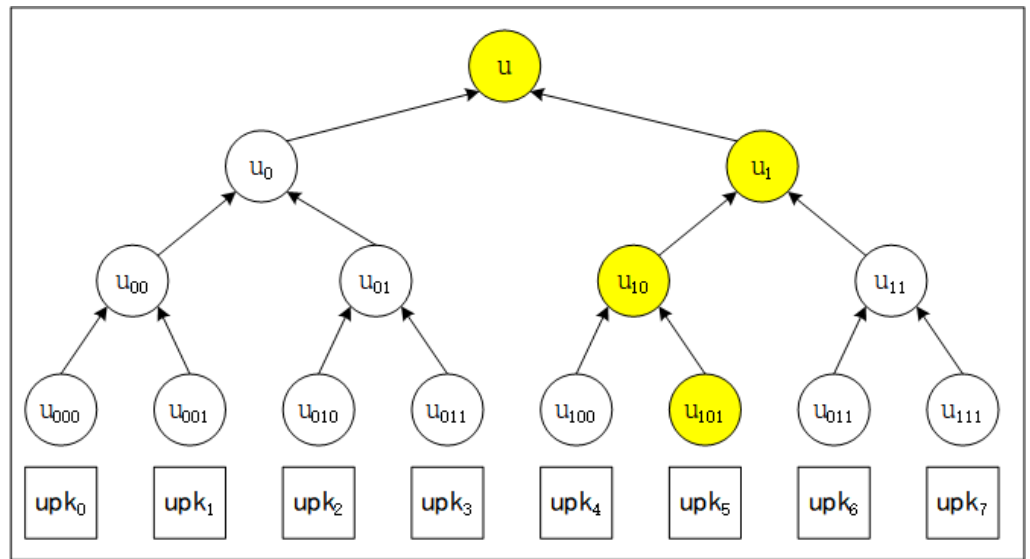 u
u₀ u₁
u₀₀ u₀₁ u₁₀ u₁₁
u₀₀₀ u₀₀₁ u₀₁₀ u₀₁₁ u₁₀₀ u₁₀₁ u₀₁₁ u₁₁₁
upk₀ upk₁ upk₂ upk₃ upk₄ upk₅ upk₆ upk₇